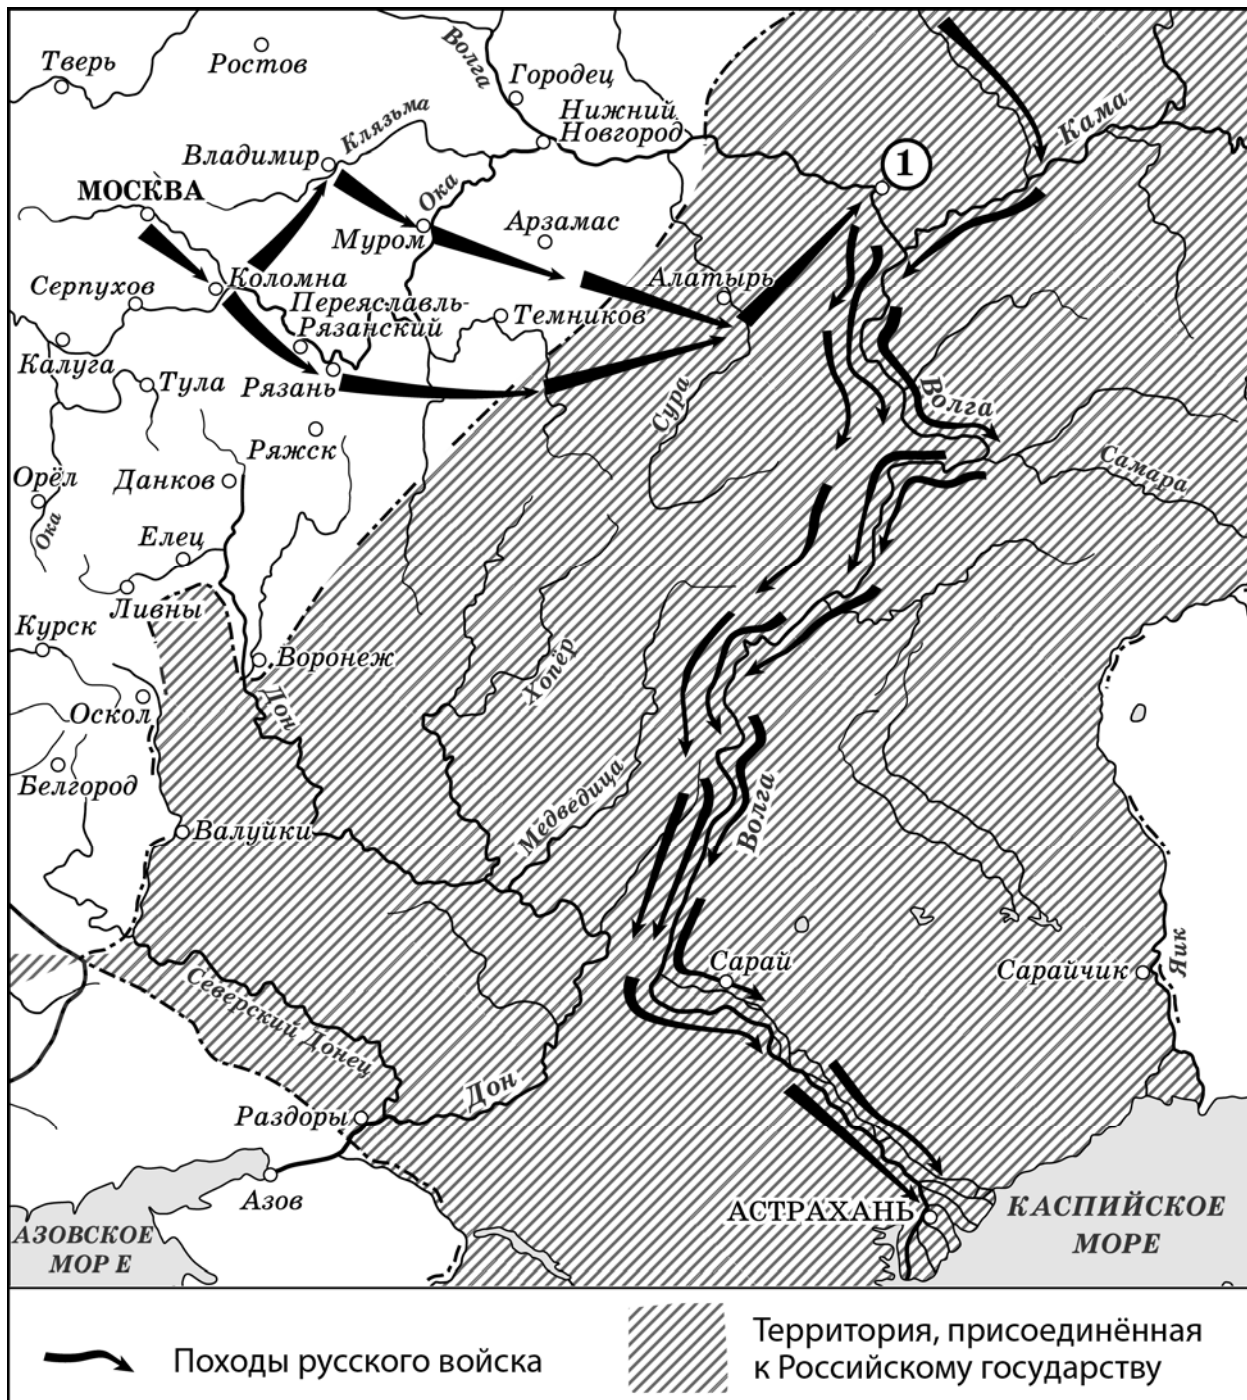 Тверь
Ростов
Волга
Городец
Нижний
Новгород
Кама
Клязьма
Владимир
1
МОСКВА
Ока
Муром
Арзамас
Серпухов
Коломна
Переяславль-
Рязанский
Алатырь
Темников
Калуга
Тула
Рязань
Сура
Волга
Ряжск
Орёл
Данков
Самара
Ока
Елец
Ливны
Курск
Воронеж
Хопёр
Оскол
Дон
Белгород
Медведица
Волга
Валуйки
Сарай
Сарайчик
Яик
Северский Донец
Дон
Раздоры
Азов
АСТРАХАНЬ
КАСПИЙСКОЕ
МОРЕ
АЗОВСКОЕ
МОРЕ
Походы русского войска
Территория, присоединённая
к Российскому государству